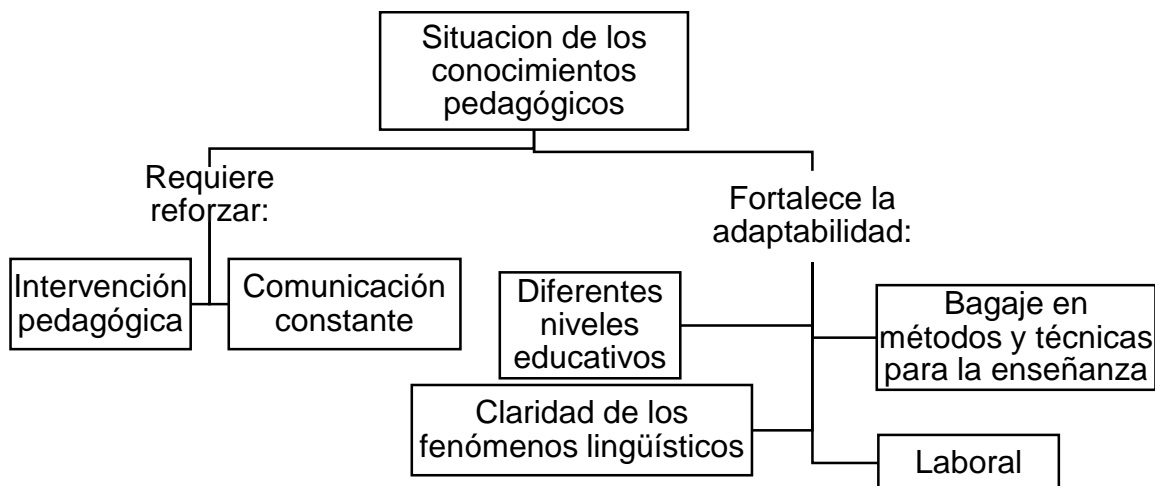 Situacion de los
conocimientos
pedagógicos
Requiere
reforzar:
Intervención
pedagógica
Comunicación
constante
Fortalece la
adaptabilidad:
Diferentes
niveles
educativos
Bagaje en
métodos y técnicas
para la enseñanza
Claridad de los
fenómenos lingüísticos
Laboral